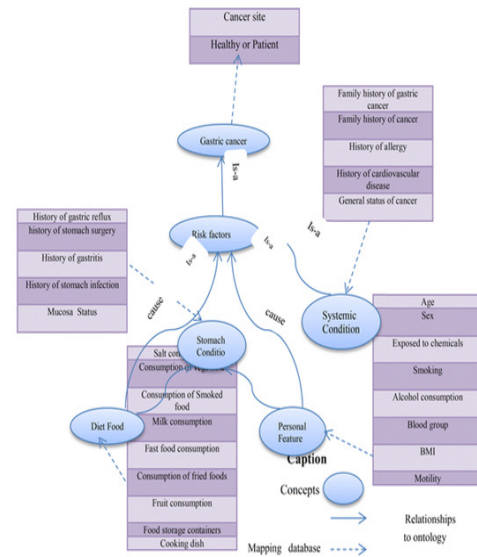 Cancer site
Healthy or Patient
Family history of gastric
cancer
Family history of cancer
History of allergy
History of cardiovascular
disease
General status of cancer
Gastric cancer
Is-a
Risk factors
Is-a
Is-a
Is-a
History of gastric reflux
history of stomach surgery
History of gastritis
History of stomach infection
Mucosa Status
cause
cause
Stomach
Conditio
Systemic
Condition
Age
Sex
Exposed to chemicals
Smoking
Alcohol consumption
Blood group
BMI
Motility
Salt
Consumption of
Consumption of Smoked
food
Milk consumption
Fast food consumption
Consumption of fried foods
Fruit consumption
Food storage containers
Cooking dish
Diet Food
Personal
Feature
Caption
Concepts
Relationships
to ontology
Mapping database